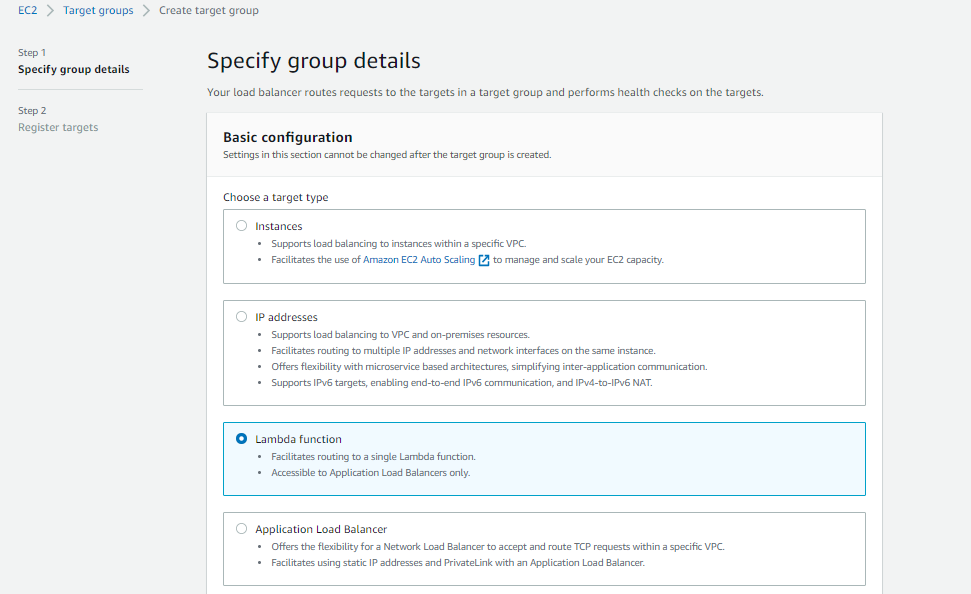 EC2 > Target groups > Create target group
Step 1
Specify group details
Step 2
Register targets
Specify group details
Your load balancer routes requests to the targets in a target group and performs health checks on the targets.
Basic configuration
Settings in this section cannot be changed after the target group is created.
Choose a target type
Instances
• Supports load balancing to instances within a specific VPC.
• Facilitates the use of Amazon EC2 Auto Scaling to manage and scale your EC2 capacity.
IP addresses
• Supports load balancing to VPC and on-premises resources.
• Facilitates routing to multiple IP addresses and network interfaces on the same instance.
• Offers flexibility with microservice based architectures, simplifying inter-application communication.
• Supports IPv6 targets, enabling end-to-end IPv6 communication, and IPv4-to-IPv6 NAT.
Lambda function
• Facilitates routing to a single Lambda function.
• Accessible to Application Load Balancers only.
Application Load Balancer
• Offers the flexibility for a Network Load Balancer to accept and route TCP requests within a specific VPC.
• Facilitates using static IP addresses and PrivateLink with an Application Load Balancer.